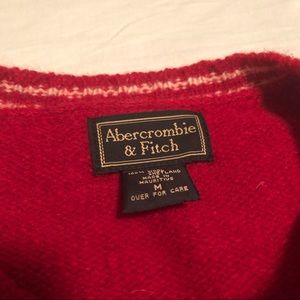 Abercrombie
& Fitch
MADE IN
MAURITIUS
M
OVER FOR CARE